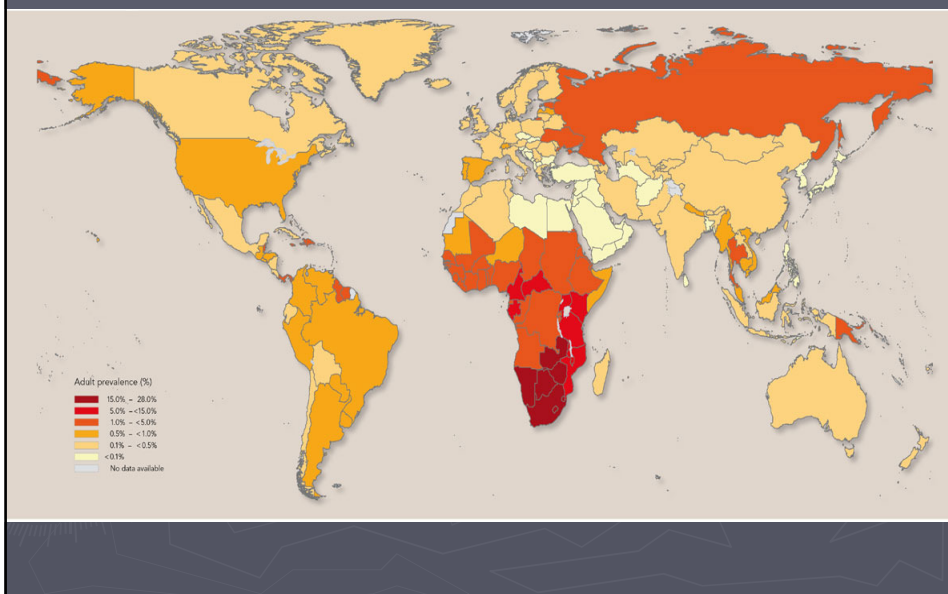 Adult prevalence (%)
15.0% – 28.0%
5.0% – <15.0%
1.0% – <5.0%
0.5% – <1.0%
0.1% – <0.5%
<0.1%
No data available